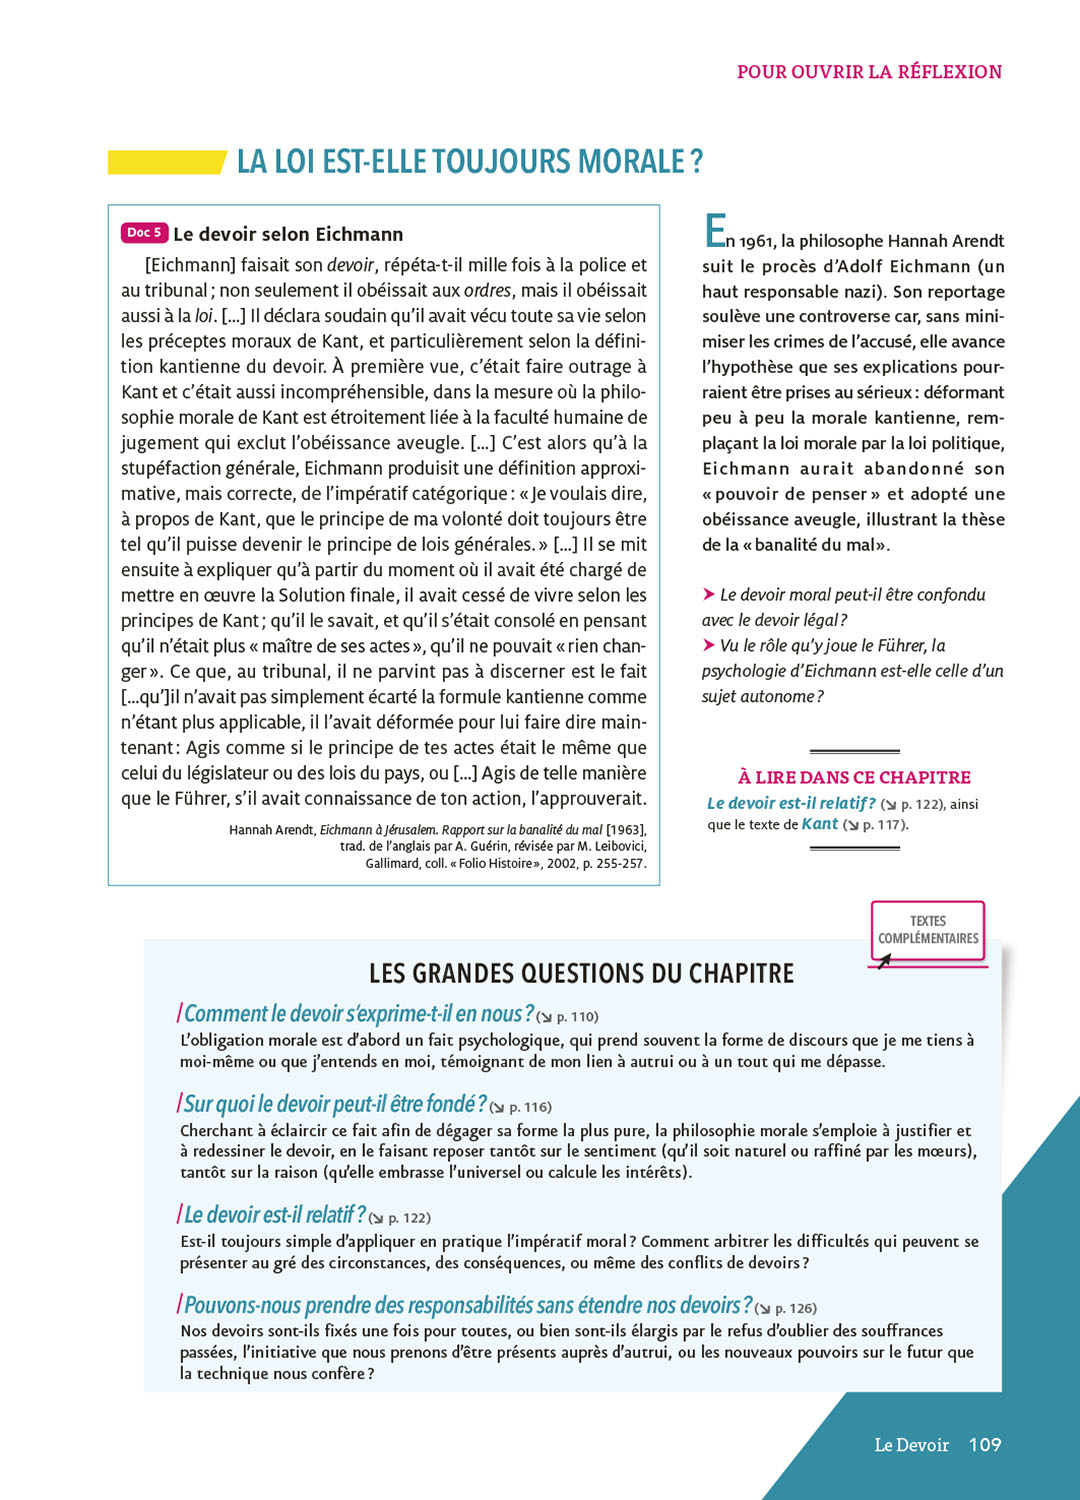 POUR OUVRIR LA RÉFLEXION
LA LOI EST-ELLE TOUJOURS MORALE ?
Doc 5 Le devoir selon Eichmann
[Eichmann] faisait son devoir, répéta-t-il mille fois à la police et
au tribunal ; non seulement il obéissait aux ordres, mais il obéissait
aussi à la loi. […] Il déclara soudain qu’il avait vécu toute sa vie selon
les préceptes moraux de Kant, et particulièrement selon la défini-
tion kantienne du devoir. À première vue, c’était faire outrage à
Kant et c’était aussi incompréhensible, dans la mesure où la philo-
sophie morale de Kant est étroitement liée à la faculté humaine de
jugement qui exclut l’obéissance aveugle. […] C’est alors qu’à la
stupéfaction générale, Eichmann produisit une définition approxi-
mative, mais correcte, de l’impératif catégorique : « Je voulais dire,
à propos de Kant, que le principe de ma volonté doit toujours être
tel qu’il puisse devenir le principe de lois générales. » […] Il se mit
ensuite à expliquer qu’à partir du moment où il avait été chargé de
mettre en œuvre la Solution finale, il avait cessé de vivre selon les
principes de Kant ; qu’il le savait, et qu’il s’était consolé en pensant
qu’il n’était plus « maître de ses actes », qu’il ne pouvait « rien chan-
ger ». Ce que, au tribunal, il ne parvint pas à discerner est le fait
[…qu’]il n’avait pas simplement écarté la formule kantienne comme
n’étant plus applicable, il l’avait déformée pour lui faire dire main-
tenant : Agis comme si le principe de tes actes était le même que
celui du législateur ou des lois du pays, ou […] Agis de telle manière
que le Führer, s’il avait connaissance de ton action, l’approuverait.
Hannah Arendt, Eichmann à Jérusalem. Rapport sur la banalité du mal [1963],
trad. de l’anglais par A. Guérin, révisée par M. Leibovici,
Gallimard, coll. « Folio Histoire », 2002, p. 255-257.
En 1961, la philosophe Hannah Arendt
suit le procès d’Adolf Eichmann (un
haut responsable nazi). Son reportage
soulève une controverse car, sans mini-
miser les crimes de l’accusé, elle avance
l’hypothèse que ses explications pour-
raient être prises au sérieux : déformant
peu à peu la morale kantienne, rem-
plaçant la loi morale par la loi politique,
Eichmann aurait abandonné son
« pouvoir de penser » et adopté une
obéissance aveugle, illustrant la thèse
de la « banalité du mal ».
➤ Le devoir moral peut-il être confondu
avec le devoir légal ?
➤ Vu le rôle qu’y joue le Führer, la
psychologie d’Eichmann est-elle celle d’un
sujet autonome ?
À LIRE DANS CE CHAPITRE
Le devoir est-il relatif ? (↘ p. 122), ainsi
que le texte de Kant (↘ p. 117).
TEXTES
COMPLÉMENTAIRES
LES GRANDES QUESTIONS DU CHAPITRE
/Comment le devoir s’exprime-t-il en nous ? (↘ p. 110)
L’obligation morale est d’abord un fait psychologique, qui prend souvent la forme de discours que je me tiens à
moi-même ou que j’entends en moi, témoignant de mon lien à autrui ou à un tout qui me dépasse.
/Sur quoi le devoir peut-il être fondé ? (↘ p. 116)
Cherchant à éclaircir ce fait afin de dégager sa forme la plus pure, la philosophie morale s’emploie à justifier et
à redessiner le devoir, en le faisant reposer tantôt sur le sentiment (qu’il soit naturel ou raffiné par les mœurs),
tantôt sur la raison (qu’elle embrasse l’universel ou calcule les intérêts).
/Le devoir est-il relatif ? (↘ p. 122)
Est-il toujours simple d’appliquer en pratique l’impératif moral ? Comment arbitrer les difficultés qui peuvent se
présenter au gré des circonstances, des conséquences, ou même des conflits de devoirs ?
/Pouvons-nous prendre des responsabilités sans étendre nos devoirs ? (↘ p. 126)
Nos devoirs sont-ils fixés une fois pour toutes, ou bien sont-ils élargis par le refus d’oublier des souffrances
passées, l’initiative que nous prenons d’être présents auprès d’autrui, ou les nouveaux pouvoirs sur le futur que
la technique nous confère ?
Le Devoir 109